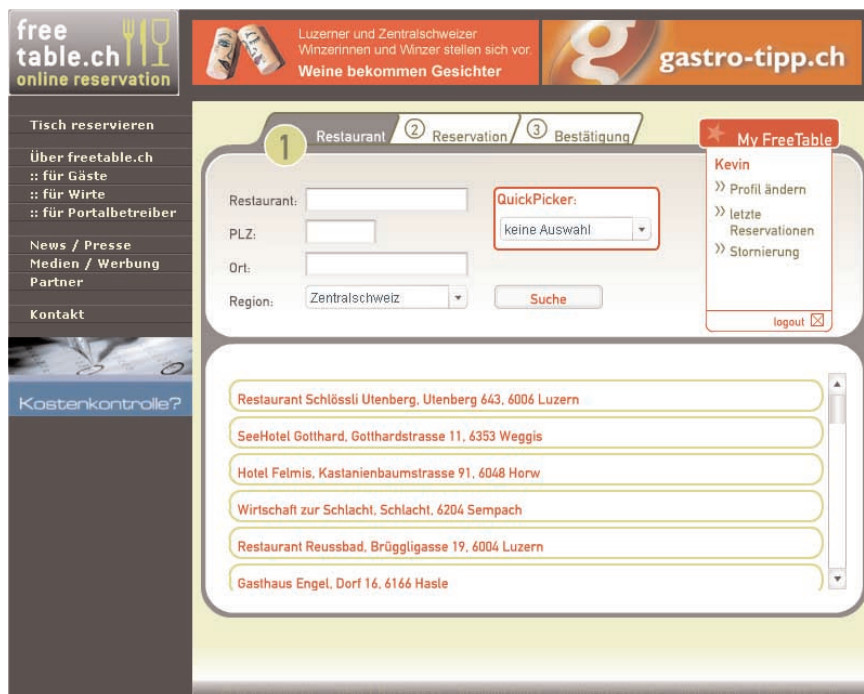 free
table.ch
online reservation
Luzerner und Zentralschweizer
Winzerinnen und Winzer stellen sich vor.
Weine bekommen Gesichter
gastro-tipp.ch
Tisch reservieren
Über freetable.ch
:: für Gäste
:: für Wirte
:: für Portalbetreiber
News / Presse
Medien / Werbung
Partner
Kontakt
Kostenkontrolle?
1 Restaurant
2 Reservation
3 Bestätigung
Restaurant:
PLZ:
Ort:
Region: Zentralschweiz
QuickPicker:
keine Auswahl
Suche
My FreeTable
Kevin
» Profil ändern
» letzte
Reservationen
» Stornierung
logout
Restaurant Schlössli Utenberg, Utenberg 643, 6006 Luzern
SeeHotel Gotthard, Gotthardstrasse 11, 6353 Weggis
Hotel Felmis, Kastanienbaumstrasse 91, 6048 Horw
Wirtschaft zur Schlacht, Schlacht, 6204 Sempach
Restaurant Reussbad, Brüggligasse 19, 6004 Luzern
Gasthaus Engel, Dorf 16, 6166 Hasle